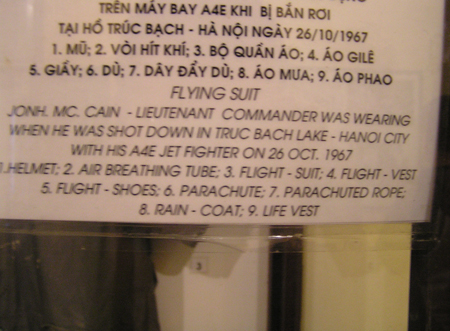 TRÊN MÁY BAY A4E KHI BỊ BẮN RƠI
TẠI HỒ TRÚC BẠCH - HÀ NỘI NGÀY 26/10/1967
1. MŨ; 2. VÒI HÍT KHÍ; 3. BỘ QUẦN ÁO; 4. ÁO GILÊ
5. GIẦY; 6. DÙ; 7. DÂY ĐẨY DÙ; 8. ÁO MƯA; 9. ÁO PHAO
FLYING SUIT
JONH. MC. CAIN - LIEUTENANT COMMANDER WAS WEARING
WHEN HE WAS SHOT DOWN IN TRUC BACH LAKE - HANOI CITY
WITH HIS A4E JET FIGHTER ON 26 OCT. 1967
1.HELMET; 2. AIR BREATHING TUBE; 3. FLIGHT - SUIT; 4. FLIGHT - VEST
5. FLIGHT - SHOES; 6. PARACHUTE; 7. PARACHUTED ROPE;
8. RAIN - COAT; 9. LIFE VEST
3